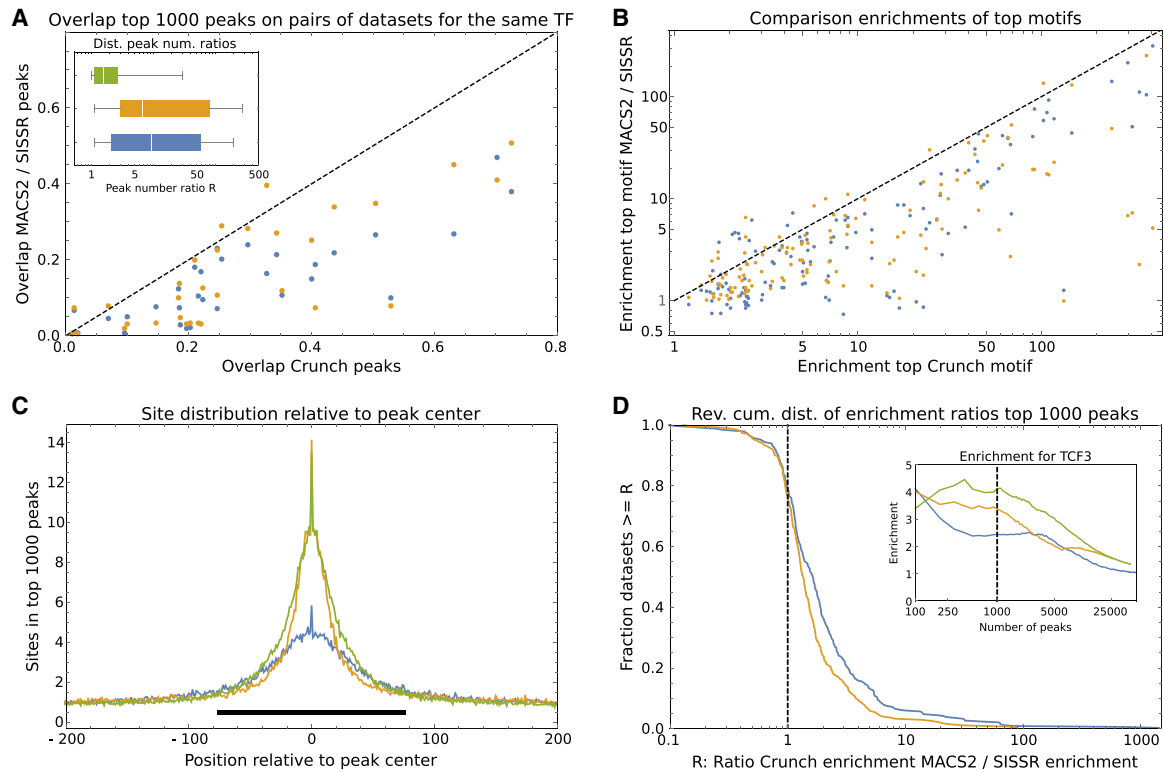 A Overlap top 1000 peaks on pairs of datasets for the same TF
Overlap MACS2 / SISSR peaks
0.0
0.2
0.4
0.6
Dist. peak num. ratios
1 5 50 500
Peak number ratio R
0.0 0.2 0.4 0.6 0.8
Overlap Crunch peaks
B Comparison enrichments of top motifs
Enrichment top motif MACS2 / SISSR
100
50
10
5
1
0.5
1 5 10 50 100
Enrichment top Crunch motif
C Site distribution relative to peak center
Sites in top 1000 peaks
14
12
10
8
6
4
2
0
- 200 - 100 0 100 200
Position relative to peak center
D Rev. cum. dist. of enrichment ratios top 1000 peaks
Fraction datasets >= R
1.0
0.8
0.6
0.4
0.2
0.0
Enrichment for TCF3
Enrichment
5
4
3
2
1
0
100 250 1000 5000 25000
Number of peaks
0.1 1 10 100 1000
R: Ratio Crunch enrichment MACS2 / SISSR enrichment